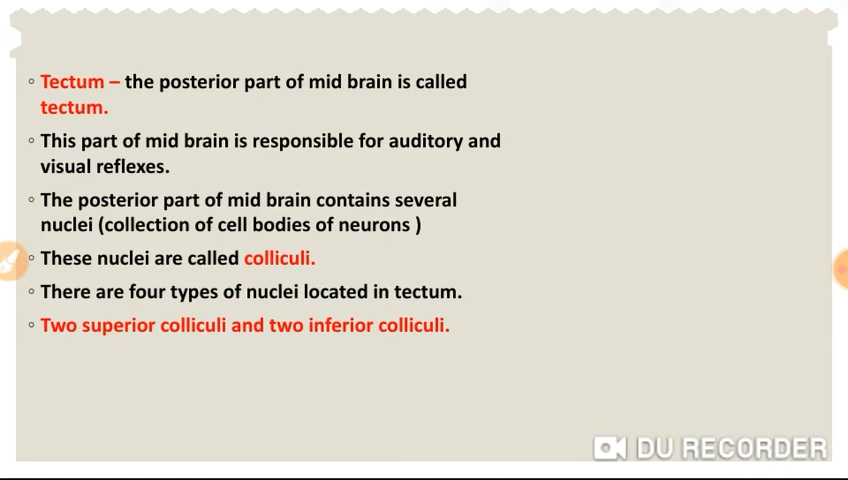 ◦ Tectum – the posterior part of mid brain is called
tectum.
◦ This part of mid brain is responsible for auditory and
visual reflexes.
◦ The posterior part of mid brain contains several
nuclei (collection of cell bodies of neurons )
◦ These nuclei are called colliculi.
◦ There are four types of nuclei located in tectum.
◦ Two superior colliculi and two inferior colliculi.
DU RECORDER